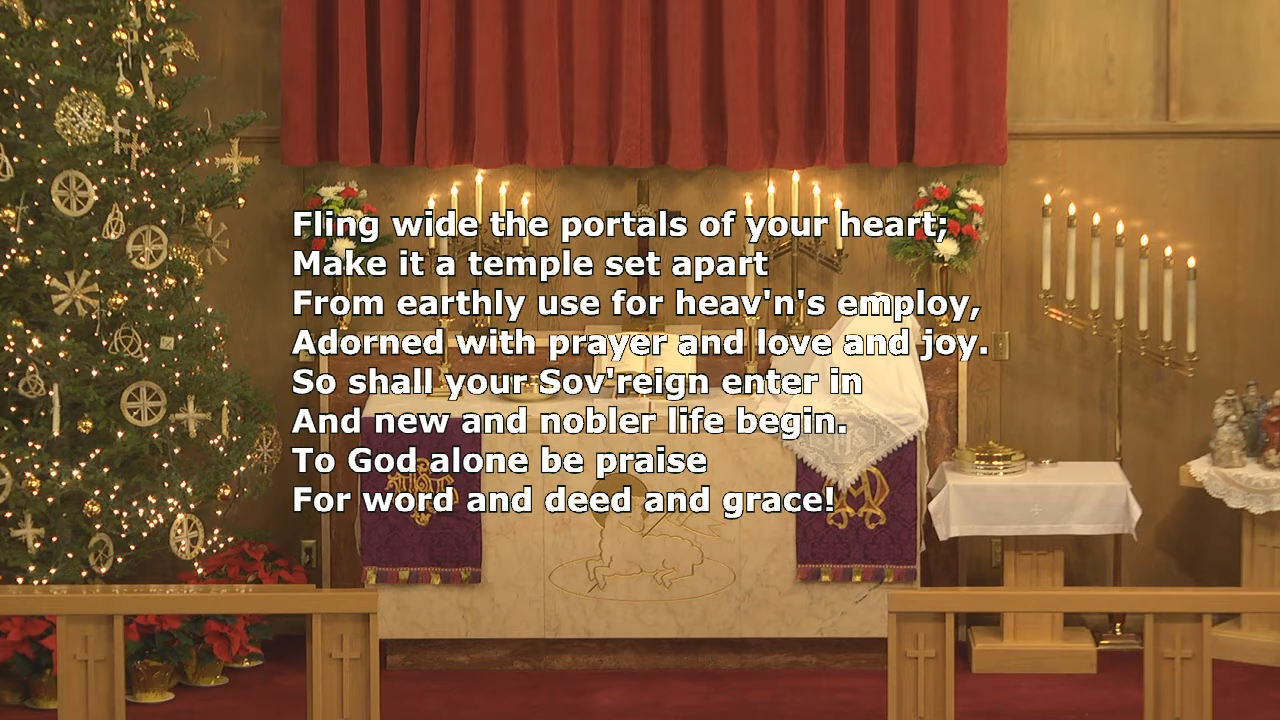 Fling wide the portals of your heart;
Make it a temple set apart
From earthly use for heav'n's employ,
Adorned with prayer and love and joy.
So shall your Sov'reign enter in
And new and nobler life begin.
To God alone be praise
For word and deed and grace!